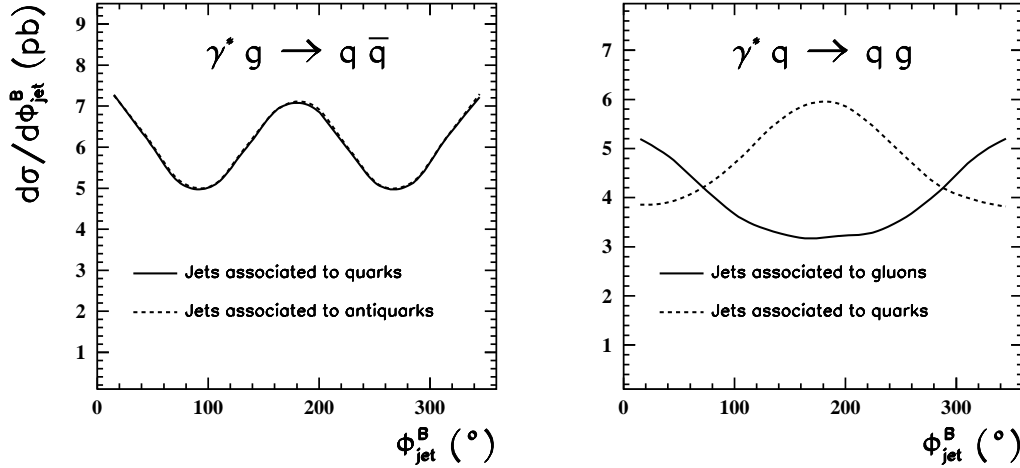 dσ/dϕ^B_jet (pb)
γ* g → q q̅
9
8
7
6
5
4
3
2
1
Jets associated to quarks
Jets associated to antiquarks
0 100 200 300
ϕ^B_jet (°)
γ* q → q g
7
6
5
4
3
2
1
Jets associated to gluons
Jets associated to quarks
0 100 200 300
ϕ^B_jet (°)